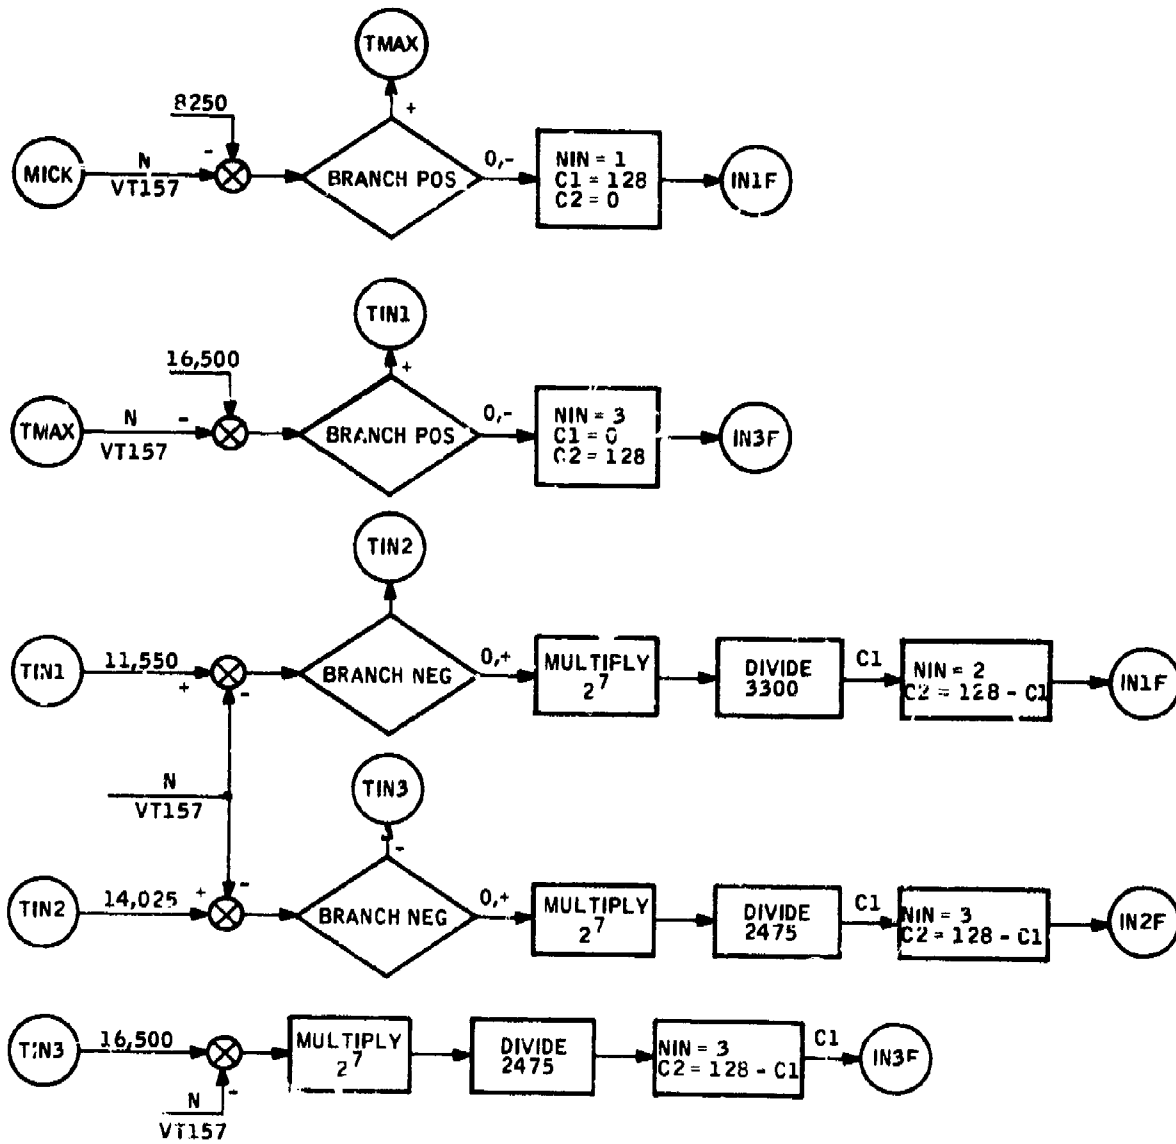 TMAX
8250
+
-
MICK
N
VT157
BRANCH POS
0,-
NIN = 1
C1 = 128
C2 = 0
IN1F
TIN1
16,500
+
TMAX
N
-
VT157
BRANCH POS
0,-
NIN = 3
C1 = 0
C2 = 128
IN3F
TIN2
TIN1
11,550
+
-
BRANCH NEG
0,+
MULTIPLY
2^7
DIVIDE
3300
C1
NIN = 2
C2 = 128 - C1
IN1F
N
VT157
TIN3
-
TIN2
14,025
+
-
BRANCH NEG
0,+
MULTIPLY
2^7
DIVIDE
2475
C1
NIN = 3
C2 = 128 - C1
IN2F
TIN3
16,500
MULTIPLY
2^7
DIVIDE
2475
NIN = 3
C2 = 128 - C1
C1
IN3F
N
-
VT157